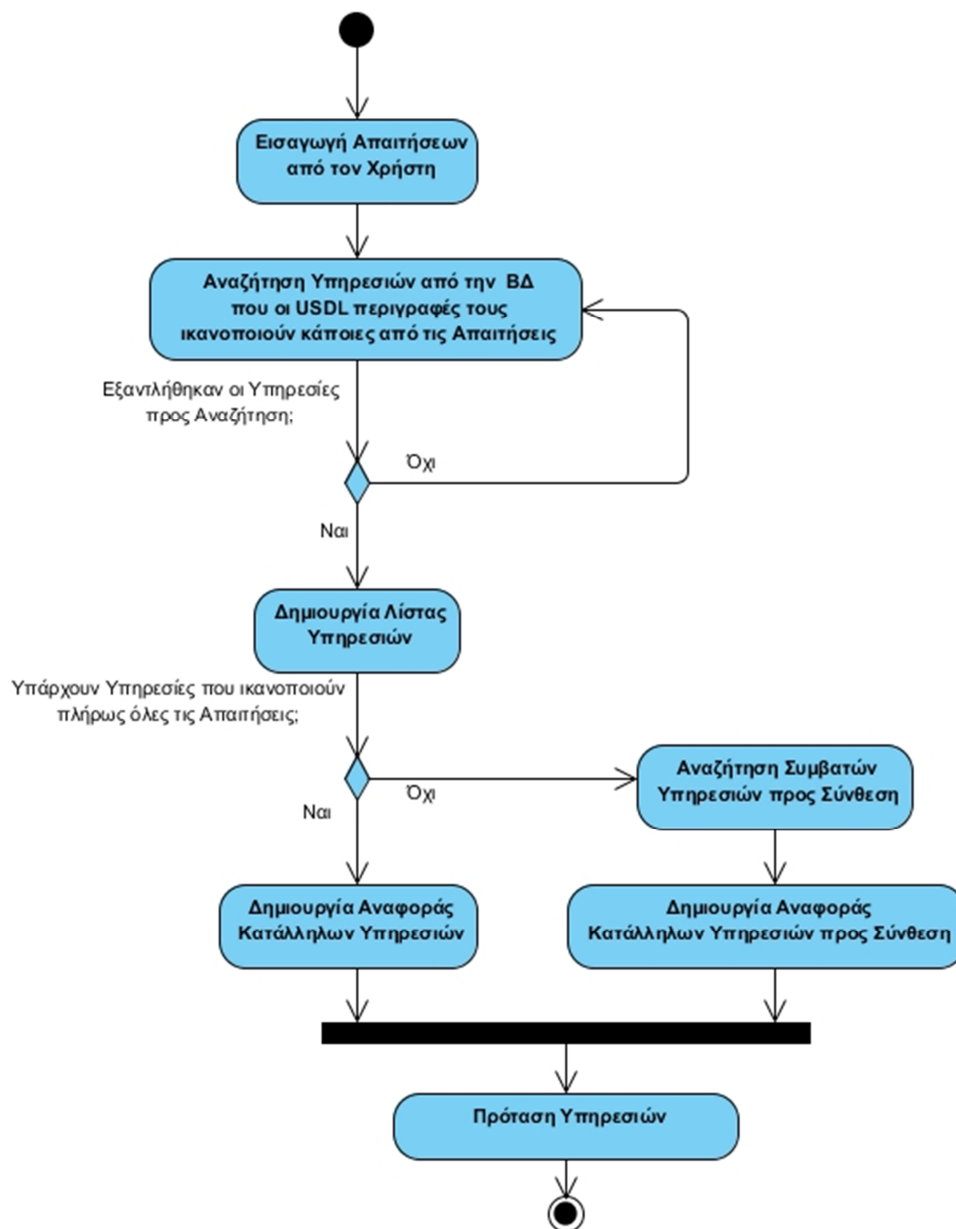 Εισαγωγή Απαιτήσεων
από τον Χρήστη
Αναζήτηση Υπηρεσιών από την ΒΔ
που οι USDL περιγραφές τους
ικανοποιούν κάποιες από τις Απαιτήσεις
Εξαντλήθηκαν οι Υπηρεσίες
προς Αναζήτηση;
Όχι
Ναι
Δημιουργία Λίστας
Υπηρεσιών
Υπάρχουν Υπηρεσίες που ικανοποιούν
πλήρως όλες τις Απαιτήσεις;
Όχι
Ναι
Αναζήτηση Συμβατών
Υπηρεσιών προς Σύνθεση
Δημιουργία Αναφοράς
Κατάλληλων Υπηρεσιών
Δημιουργία Αναφοράς
Κατάλληλων Υπηρεσιών προς Σύνθεση
Πρόταση Υπηρεσιών